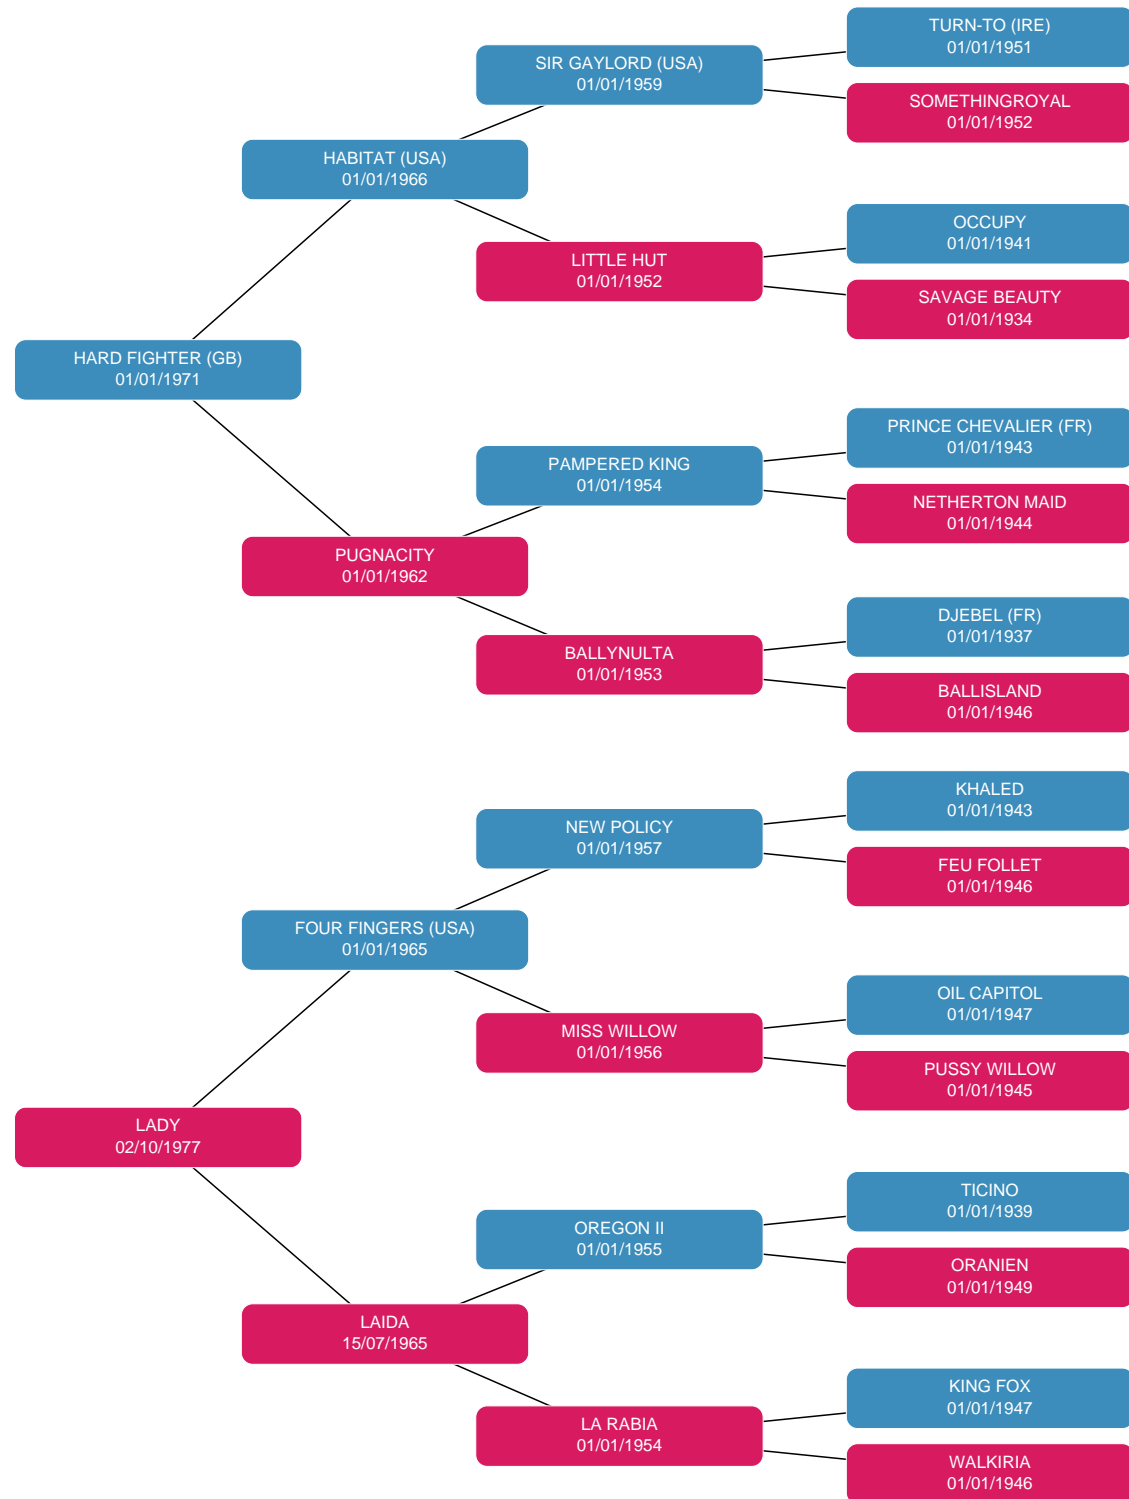 TURN-TO (IRE)
01/01/1951
SIR GAYLORD (USA)
01/01/1959
SOMETHINGROYAL
01/01/1952
HABITAT (USA)
01/01/1966
OCCUPY
01/01/1941
LITTLE HUT
01/01/1952
SAVAGE BEAUTY
01/01/1934
HARD FIGHTER (GB)
01/01/1971
PRINCE CHEVALIER (FR)
01/01/1943
PAMPERED KING
01/01/1954
NETHERTON MAID
01/01/1944
PUGNACITY
01/01/1962
DJEBEL (FR)
01/01/1937
BALLYNULTA
01/01/1953
BALLISLAND
01/01/1946
KHALED
01/01/1943
NEW POLICY
01/01/1957
FEU FOLLET
01/01/1946
FOUR FINGERS (USA)
01/01/1965
OIL CAPITOL
01/01/1947
MISS WILLOW
01/01/1956
PUSSY WILLOW
01/01/1945
LADY
02/10/1977
TICINO
01/01/1939
OREGON II
01/01/1955
ORANIEN
01/01/1949
LAIDA
15/07/1965
KING FOX
01/01/1947
LA RABIA
01/01/1954
WALKIRIA
01/01/1946